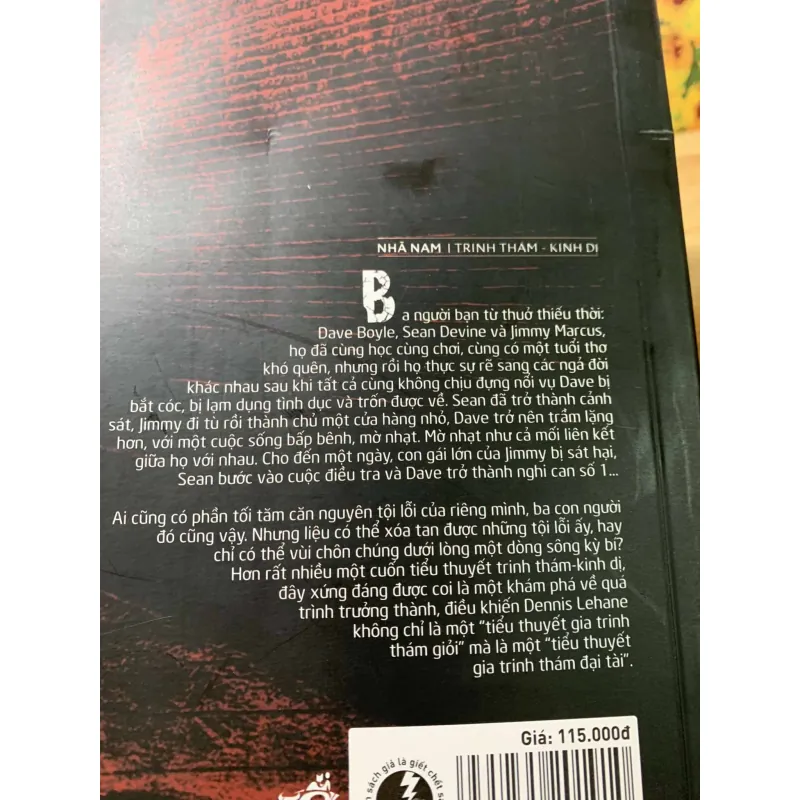 NHÃ NAM | TRINH THÁM - KINH DỊ
Ba người bạn từ thuở thiếu thời:
Dave Boyle, Sean Devine và Jimmy Marcus,
họ đã cùng học cùng chơi, cùng có một tuổi thơ
khó quên, nhưng rồi họ thực sự rẽ sang các ngả đời
khác nhau sau khi tất cả cùng không chịu đựng nổi vụ Dave bị
bắt cóc, bị lạm dụng tình dục và trốn được về. Sean đã trở thành cảnh
sát, Jimmy đi tù rồi thành chủ một cửa hàng nhỏ, Dave trở nên trầm lặng
hơn, với một cuộc sống bấp bênh, mờ nhạt. Mờ nhạt như cả mối liên kết
giữa họ với nhau. Cho đến một ngày, con gái lớn của Jimmy bị sát hại,
Sean bước vào cuộc điều tra và Dave trở thành nghi can số 1...
Ai cũng có phần tối tăm căn nguyên tội lỗi của riêng mình, ba con người
đó cũng vậy. Nhưng liệu có thể xóa tan được những tội lỗi ấy, hay
chỉ có thể vùi chôn chúng dưới lòng một dòng sông kỳ bí?
Hơn rất nhiều một cuốn tiểu thuyết trinh thám-kinh dị,
đây xứng đáng được coi là một khám phá về quá
trình trưởng thành, điều khiến Dennis Lehane
không chỉ là một “tiểu thuyết gia trinh
thám giỏi” mà là một “tiểu thuyết
gia trinh thám đại tài”.
Giá: 115.000đ
sách giả là giết chết